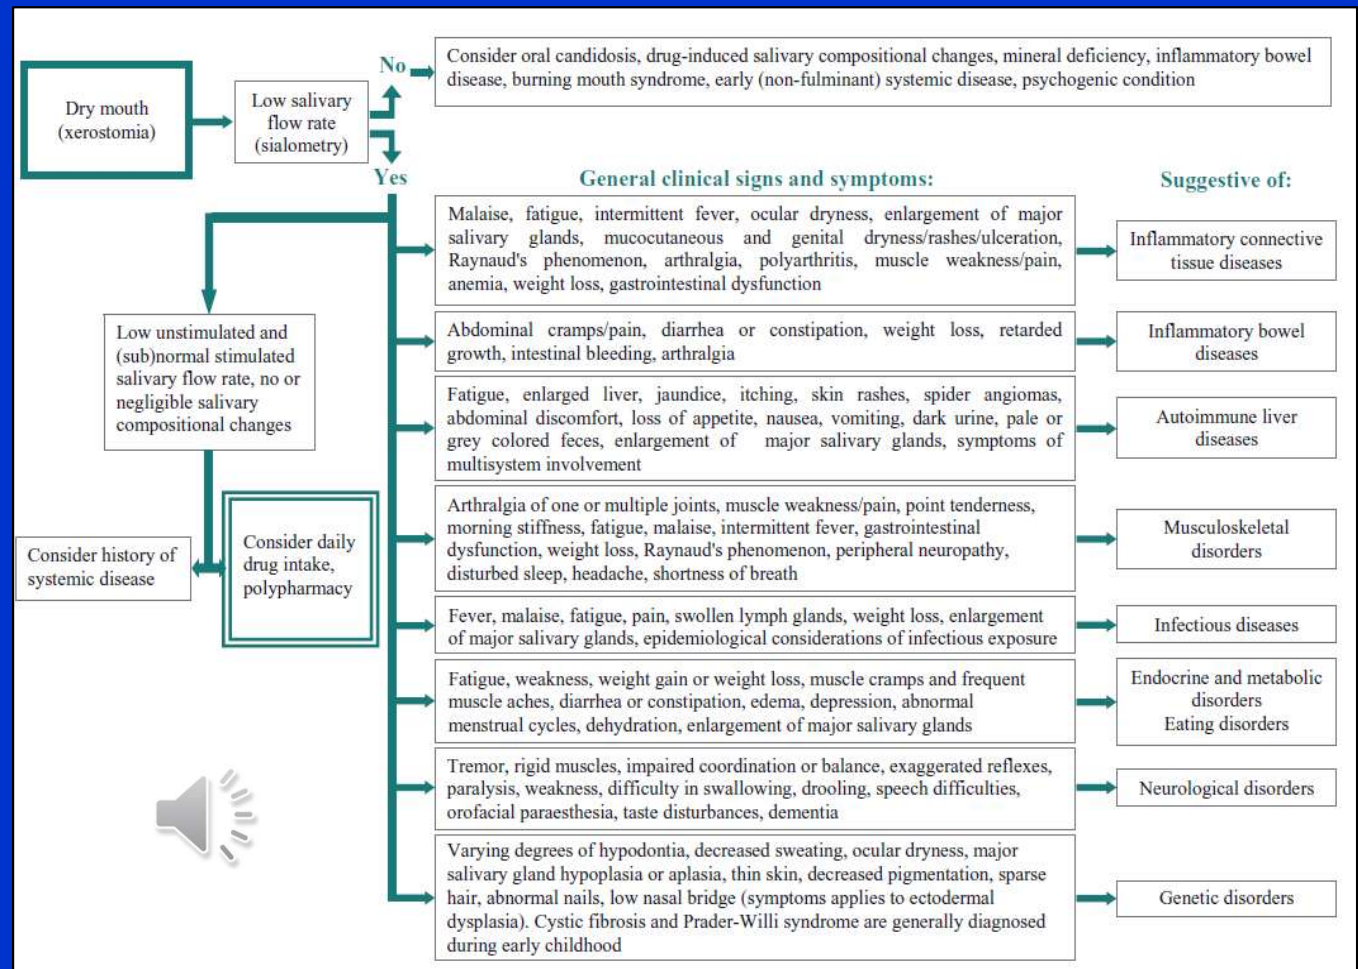 Dry mouth
(xerostomia)
Low salivary
flow rate
(sialometry)
No
Consider oral candidosis, drug-induced salivary compositional changes, mineral deficiency, inflammatory bowel
disease, burning mouth syndrome, early (non-fulminant) systemic disease, psychogenic condition
Yes
General clinical signs and symptoms:
Suggestive of:
Malaise, fatigue, intermittent fever, ocular dryness, enlargement of major
salivary glands, mucocutaneous and genital dryness/rashes/ulceration,
Raynaud's phenomenon, arthralgia, polyarthritis, muscle weakness/pain,
anemia, weight loss, gastrointestinal dysfunction
Inflammatory connective
tissue diseases
Abdominal cramps/pain, diarrhea or constipation, weight loss, retarded
growth, intestinal bleeding, arthralgia
Inflammatory bowel
diseases
Fatigue, enlarged liver, jaundice, itching, skin rashes, spider angiomas,
abdominal discomfort, loss of appetite, nausea, vomiting, dark urine, pale or
grey colored feces, enlargement of major salivary glands, symptoms of
multisystem involvement
Autoimmune liver
diseases
Arthralgia of one or multiple joints, muscle weakness/pain, point tenderness,
morning stiffness, fatigue, malaise, intermittent fever, gastrointestinal
dysfunction, weight loss, Raynaud's phenomenon, peripheral neuropathy,
disturbed sleep, headache, shortness of breath
Musculoskeletal
disorders
Fever, malaise, fatigue, pain, swollen lymph glands, weight loss, enlargement
of major salivary glands, epidemiological considerations of infectious exposure
Infectious diseases
Fatigue, weakness, weight gain or weight loss, muscle cramps and frequent
muscle aches, diarrhea or constipation, edema, depression, abnormal
menstrual cycles, dehydration, enlargement of major salivary glands
Endocrine and metabolic
disorders
Eating disorders
Tremor, rigid muscles, impaired coordination or balance, exaggerated reflexes,
paralysis, weakness, difficulty in swallowing, drooling, speech difficulties,
orofacial paraesthesia, taste disturbances, dementia
Neurological disorders
Varying degrees of hypodontia, decreased sweating, ocular dryness, major
salivary gland hypoplasia or aplasia, thin skin, decreased pigmentation, sparse
hair, abnormal nails, low nasal bridge (symptoms applies to ectodermal
dysplasia). Cystic fibrosis and Prader-Willi syndrome are generally diagnosed
during early childhood
Genetic disorders
Low unstimulated and
(sub)normal stimulated
salivary flow rate, no or
negligible salivary
compositional changes
Consider history of
systemic disease
Consider daily
drug intake,
polypharmacy